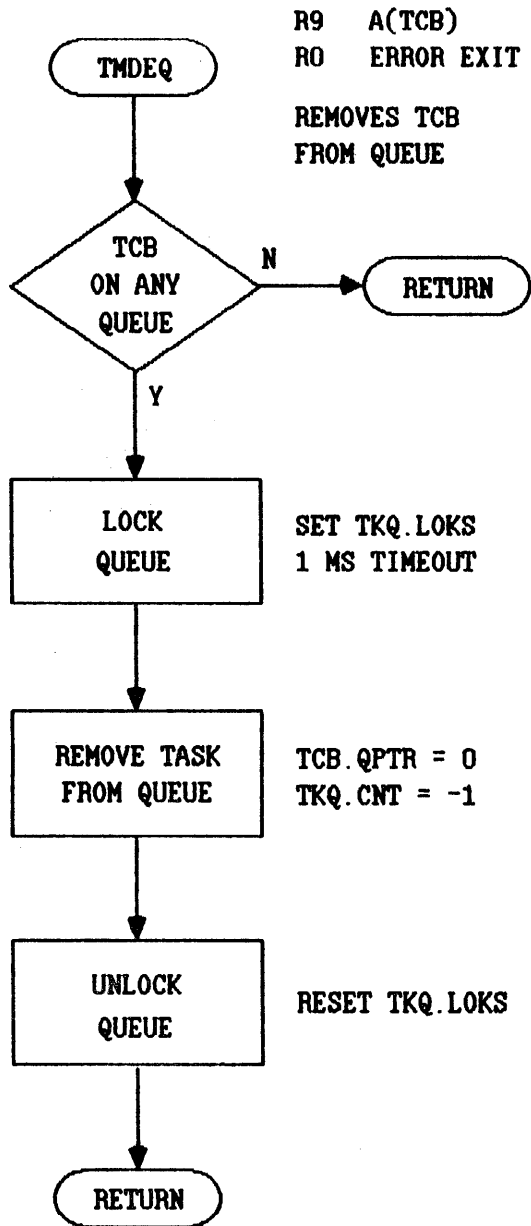 R9 A(TCB)
R0 ERROR EXIT
TMDEQ
REMOVES TCB
FROM QUEUE
TCB
ON ANY
QUEUE
N
RETURN
Y
LOCK
QUEUE
SET TKQ.LOKS
1 MS TIMEOUT
REMOVE TASK
FROM QUEUE
TCB.QPTR = 0
TKQ.CNT = -1
UNLOCK
QUEUE
RESET TKQ.LOKS
RETURN